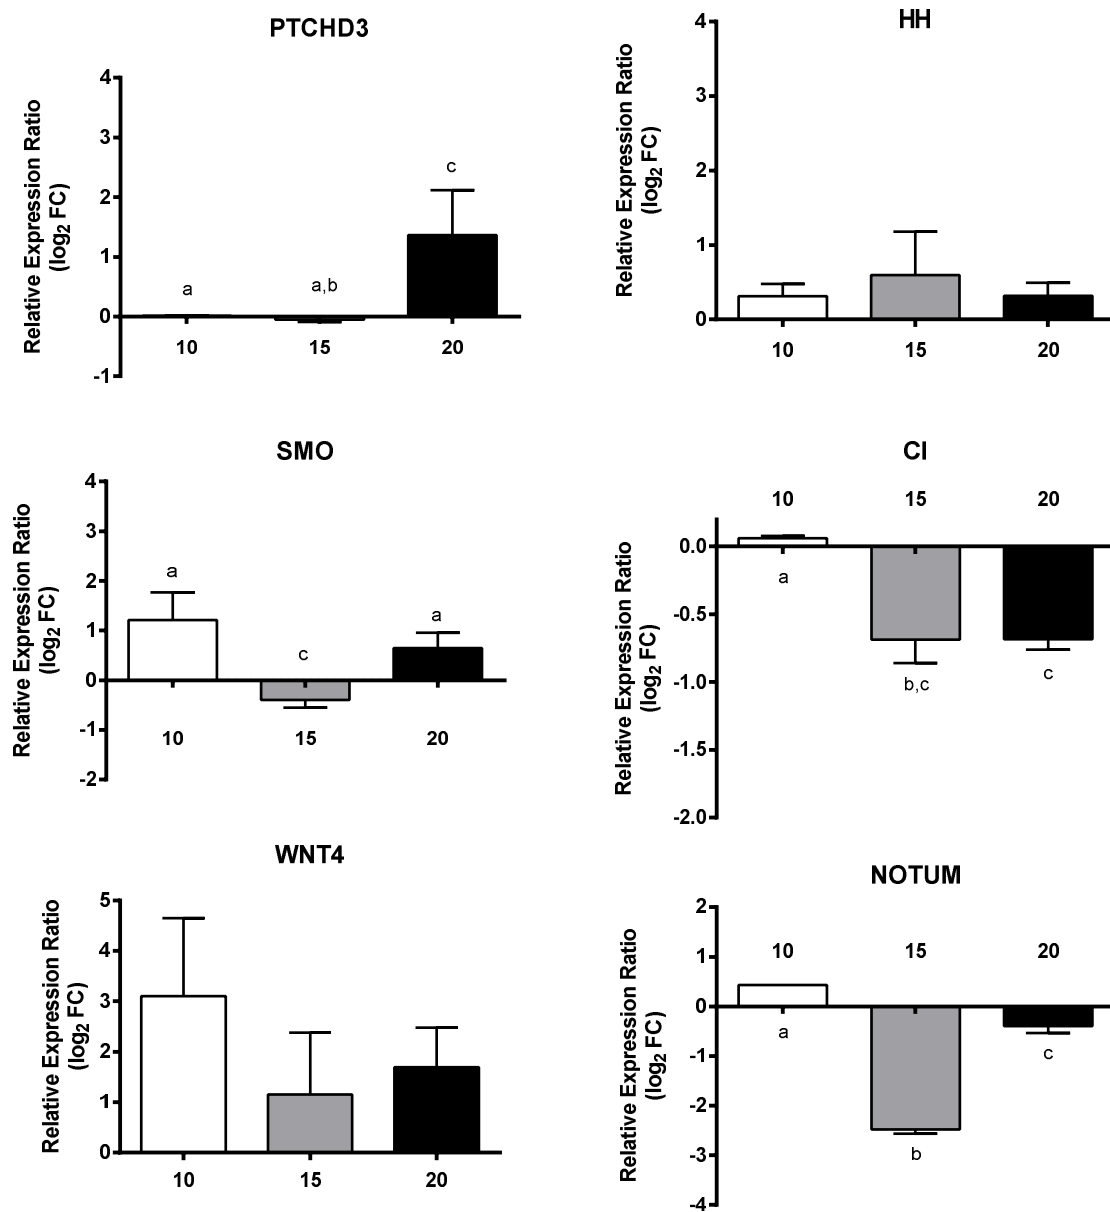 PTCHD3
Relative Expression Ratio
(log2 FC)
4
3
2
1
0
-1
a
a,b
c
10
15
20
HH
Relative Expression Ratio
(log2 FC)
4
3
2
1
0
10
15
20
SMO
Relative Expression Ratio
(log2 FC)
4
3
2
1
0
-1
-2
a
c
a
10
15
20
CI
Relative Expression Ratio
(log2 FC)
10
15
20
0.0
-0.5
-1.0
-1.5
-2.0
a
b,c
c
WNT4
Relative Expression Ratio
(log2 FC)
5
4
3
2
1
0
10
15
20
NOTUM
Relative Expression Ratio
(log2 FC)
2
1
0
-1
-2
-3
-4
10
15
20
a
b
c